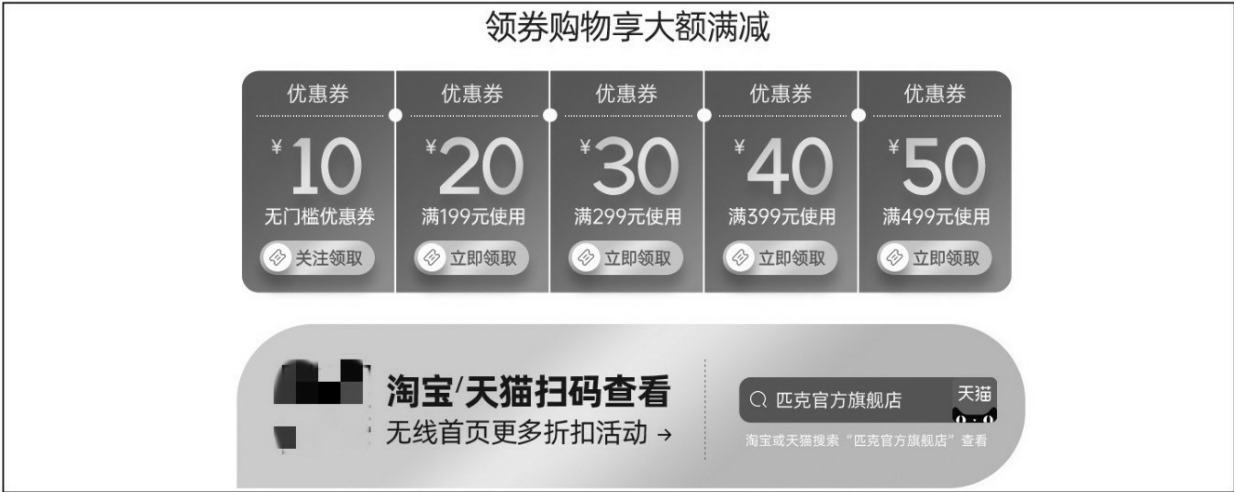 领券购物享大额满减
优惠券
¥10
无门槛优惠券
关注领取
优惠券
¥20
满199元使用
立即领取
优惠券
¥30
满299元使用
立即领取
优惠券
¥40
满399元使用
立即领取
优惠券
¥50
满499元使用
立即领取
淘宝/天猫扫码查看
无线首页更多折扣活动→
匹克官方旗舰店
天猫
淘宝或天猫搜索“匹克官方旗舰店”查看